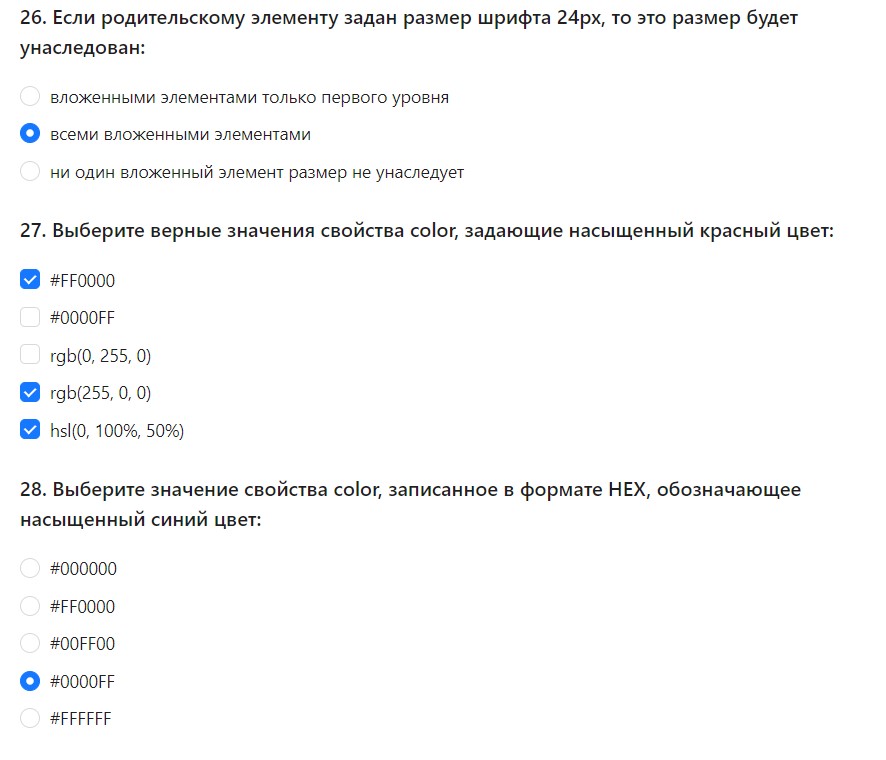 26. Если родительскому элементу задан размер шрифта 24px, то это размер будет
унаследован:
вложенными элементами только первого уровня
всеми вложенными элементами
ни один вложенный элемент размер не унаследует
27. Выберите верные значения свойства color, задающие насыщенный красный цвет:
#FF0000
#0000FF
rgb(0, 255, 0)
rgb(255, 0, 0)
hsl(0, 100%, 50%)
28. Выберите значение свойства color, записанное в формате HEX, обозначающее
насыщенный синий цвет:
#000000
#FF0000
#00FF00
#0000FF
#FFFFFF